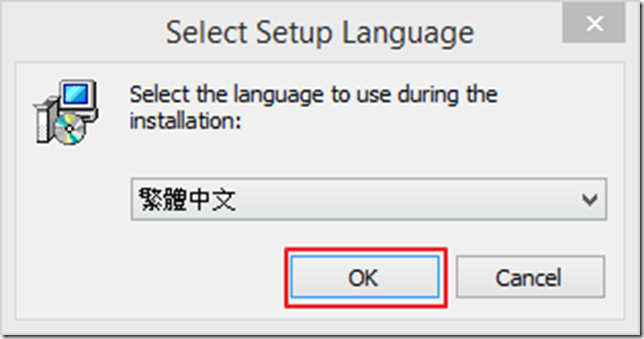 Select Setup Language
Select the language to use during the
installation:
繁體中文
OK
Cancel